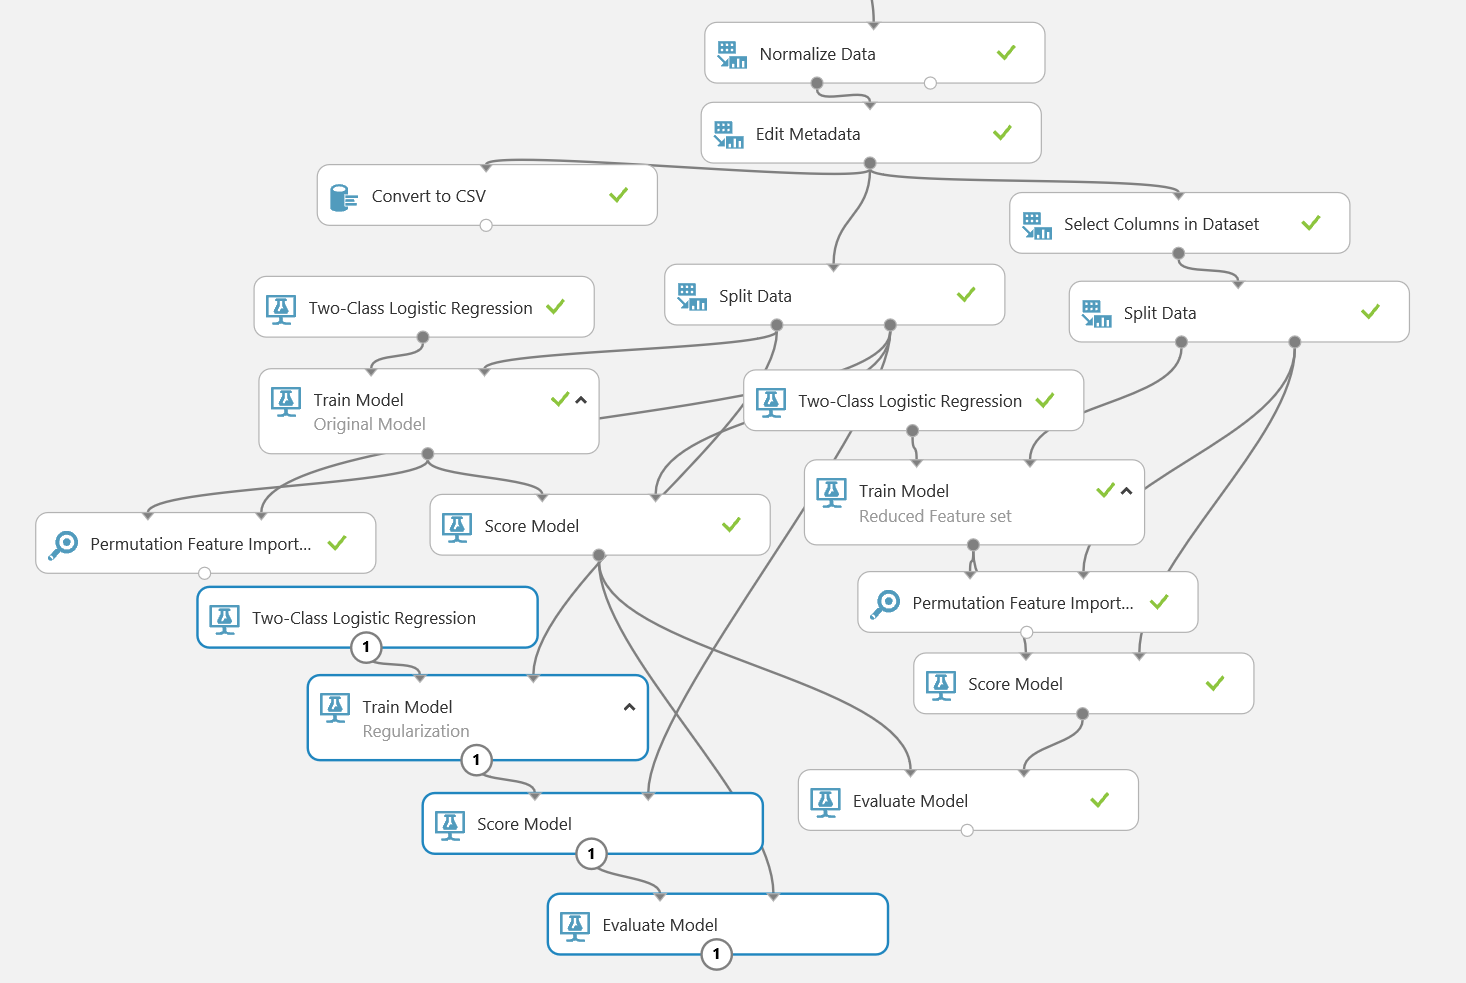 Normalize Data
Edit Metadata
Convert to CSV
Select Columns in Dataset
Split Data
Two-Class Logistic Regression
Split Data
Train Model
Original Model
Two-Class Logistic Regression
Train Model
Reduced Feature set
Score Model
Permutation Feature Import...
Permutation Feature Import...
Two-Class Logistic Regression
1
Score Model
Train Model
Regularization
1
Evaluate Model
Score Model
1
Evaluate Model
1